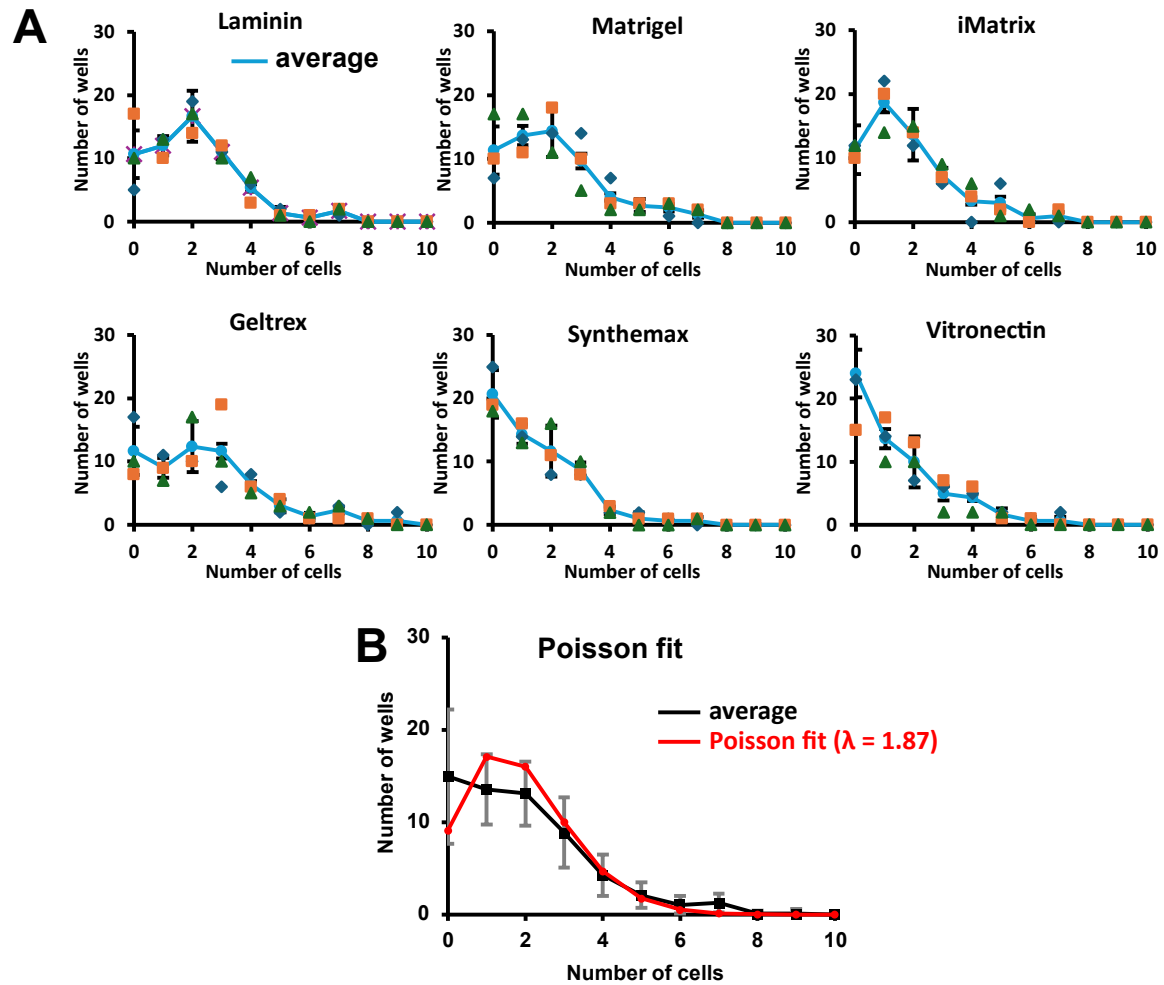 A
Laminin
average
Number of wells
30
20
10
0
0 2 4 6 8 10
Number of cells
Matrigel
Number of wells
30
20
10
0
0 2 4 6 8 10
Number of cells
iMatrix
Number of wells
30
20
10
0
0 2 4 6 8 10
Number of cells
Geltrex
Number of wells
30
20
10
0
0 2 4 6 8 10
Number of cells
Synthemax
Number of wells
30
20
10
0
0 2 4 6 8 10
Number of cells
Vitronectin
Number of wells
30
20
10
0
0 2 4 6 8 10
Number of cells
B
Poisson fit
average
Poisson fit (λ = 1.87)
Number of wells
30
20
10
0
0 2 4 6 8 10
Number of cells